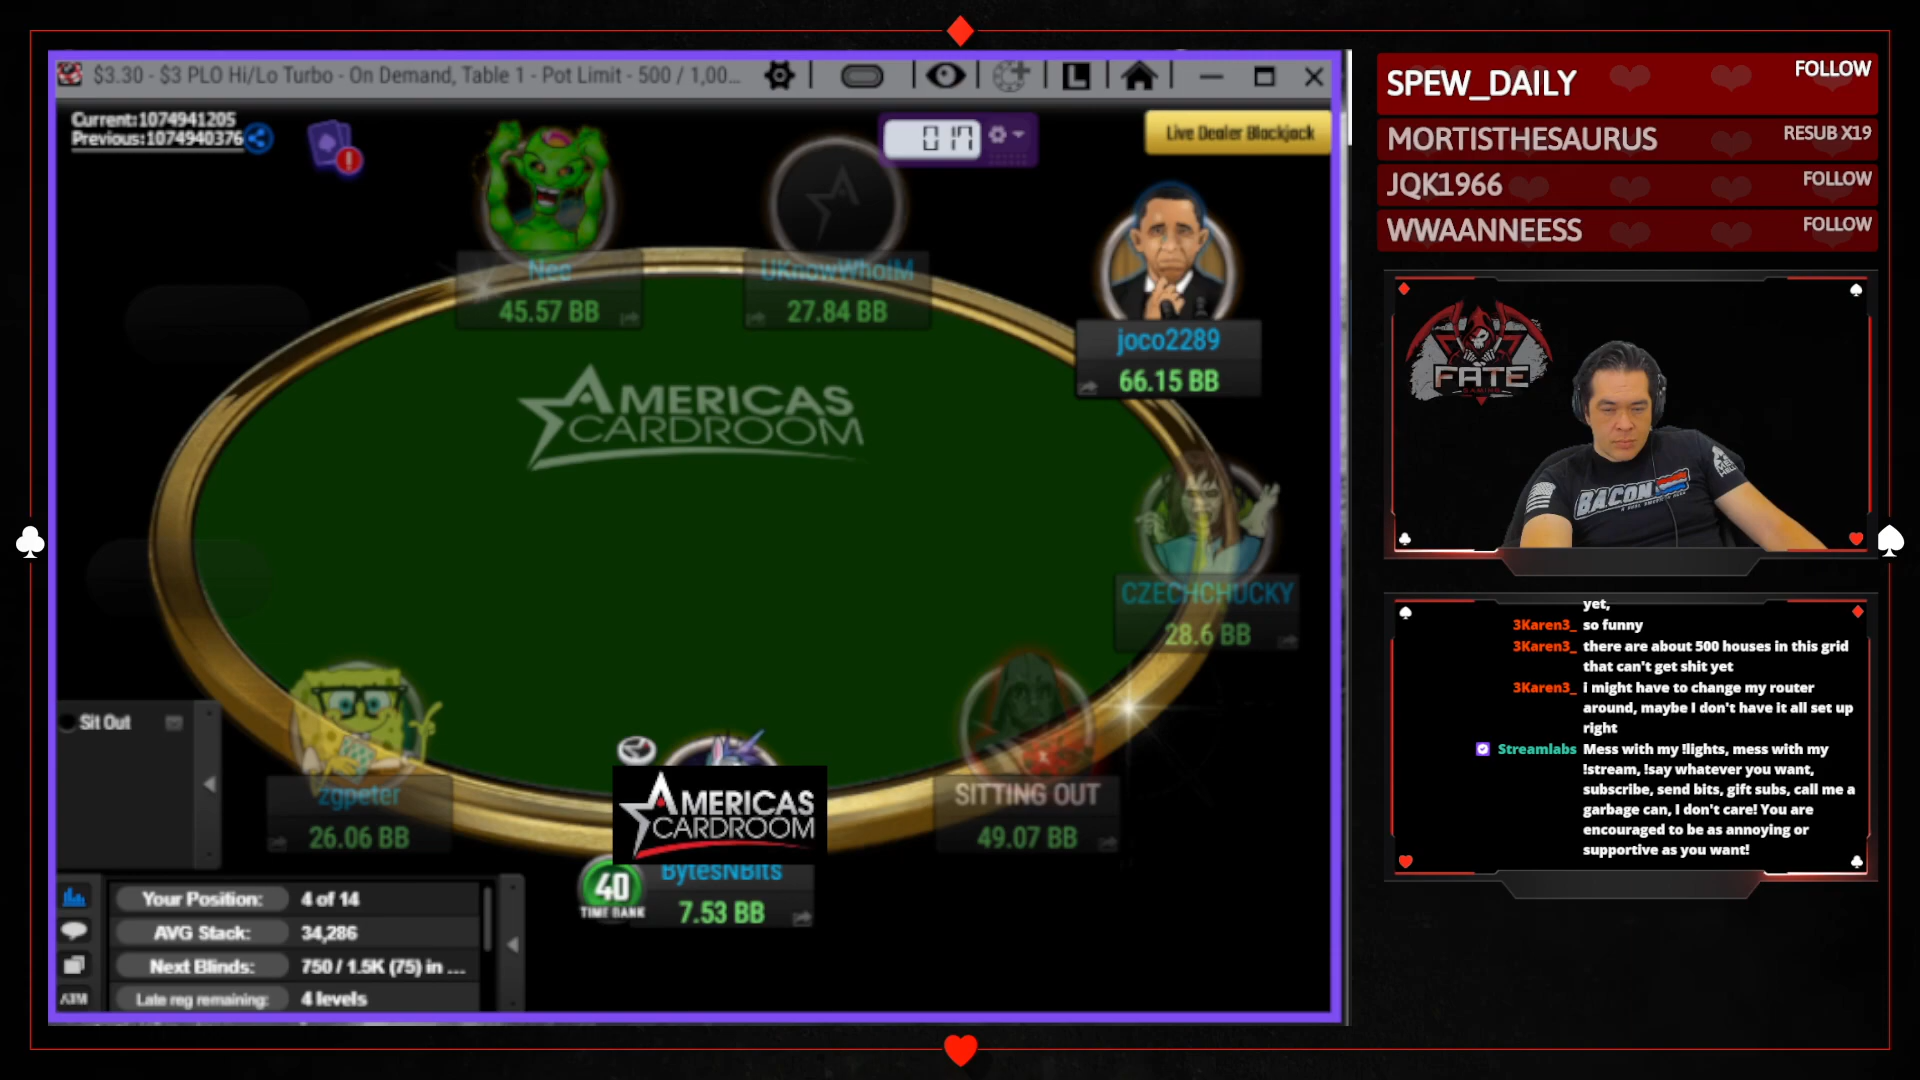 $3.30 - $3 PLO Hi/Lo Turbo - On Demand, Table 1 - Pot Limit - 500 / 1,00...
L
Current:1074941205
Previous:1074940376
017
Live Dealer Blackjack
Neo
45.57 BB
UKnowWhoIM
27.84 BB
joco2289
66.15 BB
AMERICAS
CARDROOM
CZECHCHUCKY
28.6 BB
Sit Out
zgpeter
26.06 BB
AMERICAS
CARDROOM
SITTING OUT
49.07 BB
40
TIME BANK
BytesNBits
7.53 BB
Your Position: 4 of 14
AVG Stack: 34,286
Next Blinds: 750 / 1.5K (75) in ...
Late reg remaining: 4 levels
SPEW_DAILY FOLLOW
MORTISTHESAURUS RESUB X19
JQK1966 FOLLOW
WWAANNEESS FOLLOW
FATE
GAMING
BACON
yet,
3Karen3_ so funny
3Karen3_ there are about 500 houses in this grid
that can't get shit yet
3Karen3_ I might have to change my router
around, maybe I don't have it all set up
right
Streamlabs Mess with my !lights, mess with my
!stream, !say whatever you want,
subscribe, send bits, gift subs, call me a
garbage can, I don't care! You are
encouraged to be as annoying or
supportive as you want!